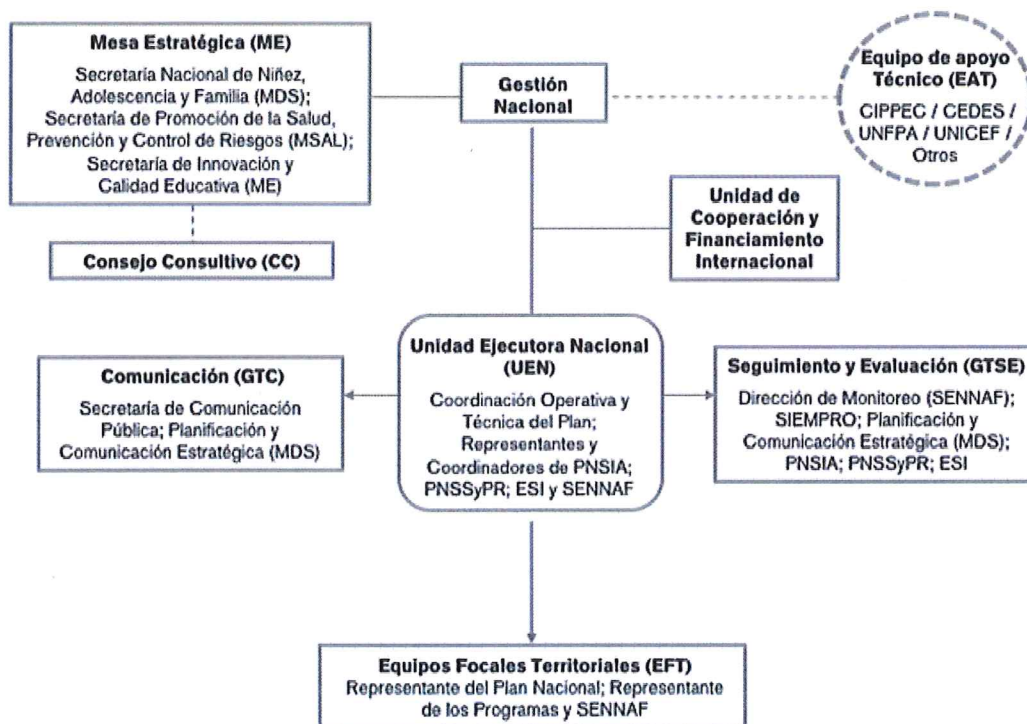 Mesa Estratégica (ME)
Secretaría Nacional de Niñez,
Adolescencia y Familia (MDS);
Secretaría de Promoción de la Salud,
Prevención y Control de Riesgos (MSAL);
Secretaría de Innovación y
Calidad Educativa (ME)
Consejo Consultivo (CC)
Gestión
Nacional
Equipo de apoyo
Técnico (EAT)
CIPPEC / CEDES /
UNFPA / UNICEF /
Otros
Unidad de
Cooperación y
Financiamiento
Internacional
Comunicación (GTC)
Secretaría de Comunicación
Pública; Planificación y
Comunicación Estratégica (MDS)
Unidad Ejecutora Nacional
(UEN)
Coordinación Operativa y
Técnica del Plan;
Representantes y
Coordinadores de PNSIA;
PNSSyPR; ESI y SENNAF
Seguimiento y Evaluación (GTSE)
Dirección de Monitoreo (SENNAF);
SIEMPRO; Planificación y
Comunicación Estratégica (MDS);
PNSIA; PNSSyPR; ESI
Equipos Focales Territoriales (EFT)
Representante del Plan Nacional; Representante
de los Programas y SENNAF